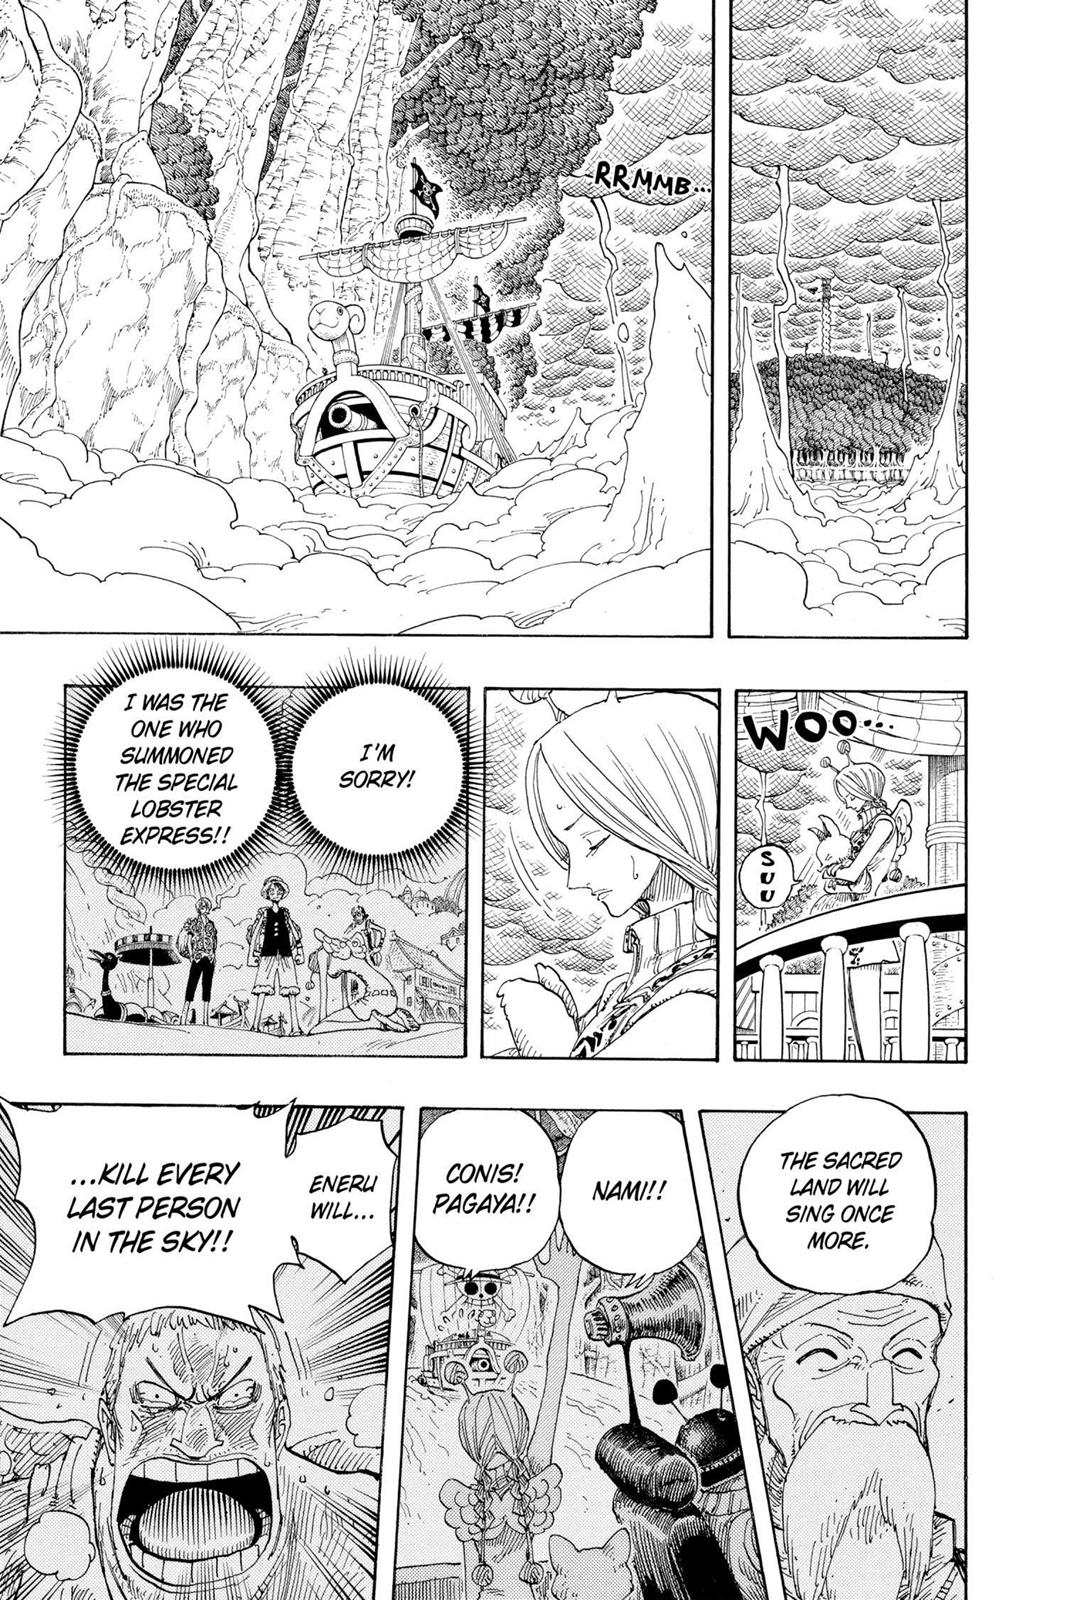 RRMMB...
WOO...
SUU
I'M
SORRY!
I WAS THE
ONE WHO
SUMMONED
THE SPECIAL
LOBSTER
EXPRESS!!
THE SACRED
LAND WILL
SING ONCE
MORE.
NAMI!!
CONIS!
PAGAYA!!
ENERU
WILL...
...KILL EVERY
LAST PERSON
IN THE SKY!!